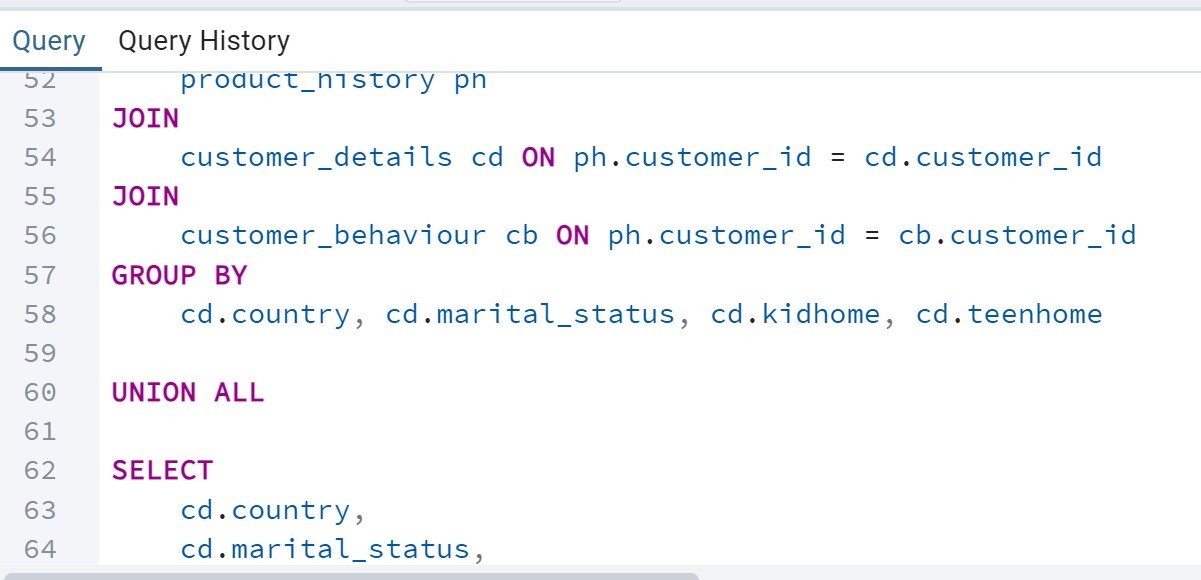 Query Query History
52 product_history ph
53 JOIN
54 customer_details cd ON ph.customer_id = cd.customer_id
55 JOIN
56 customer_behaviour cb ON ph.customer_id = cb.customer_id
57 GROUP BY
58 cd.country, cd.marital_status, cd.kidhome, cd.teenhome
59
60 UNION ALL
61
62 SELECT
63 cd.country,
64 cd.marital_status,